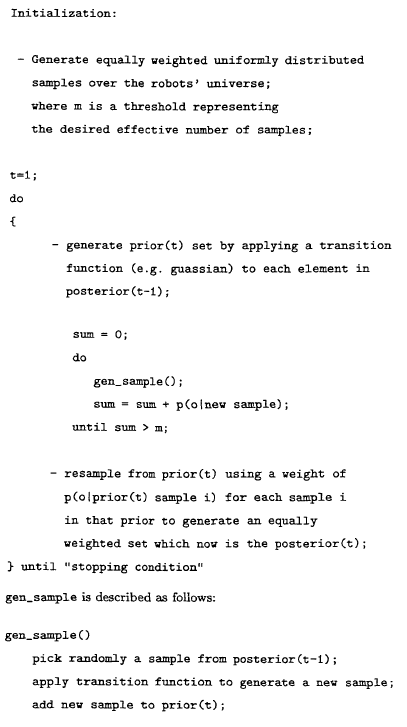 Initialization:
- Generate equally weighted uniformly distributed
samples over the robots' universe;
where m is a threshold representing
the desired effective number of samples;
t=1;
do
{
- generate prior(t) set by applying a transition
function (e.g. guassian) to each element in
posterior(t-1);
sum = 0;
do
gen_sample();
sum = sum + p(o|new sample);
until sum > m;
- resample from prior(t) using a weight of
p(o|prior(t) sample i) for each sample i
in that prior to generate an equally
weighted set which now is the posterior(t);
} until "stopping condition"
gen_sample is described as follows:
gen_sample()
pick randomly a sample from posterior(t-1);
apply transition function to generate a new sample;
add new sample to prior(t);